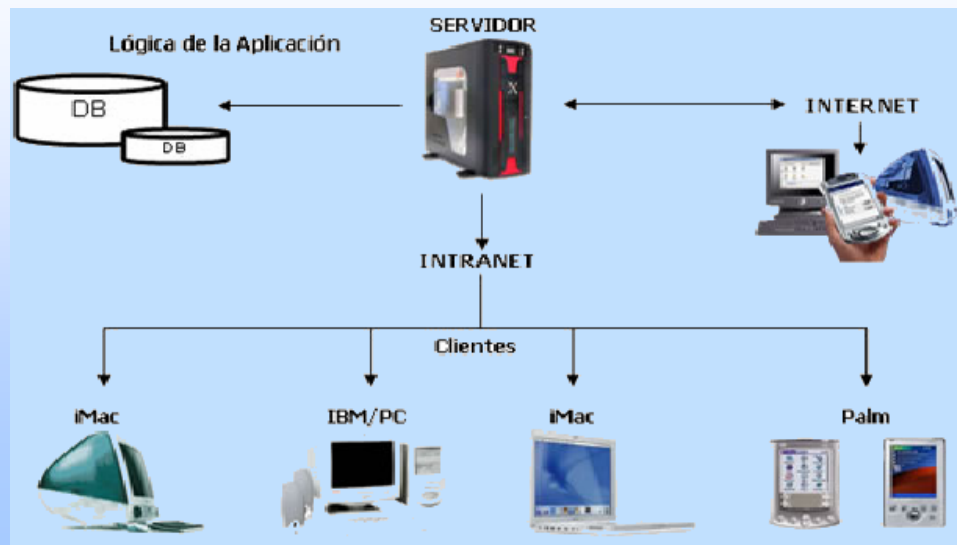 SERVIDOR
Lógica de la Aplicación
DB
DB
X
INTERNET
INTRANET
Clientes
iMac
IBM/PC
iMac
Palm